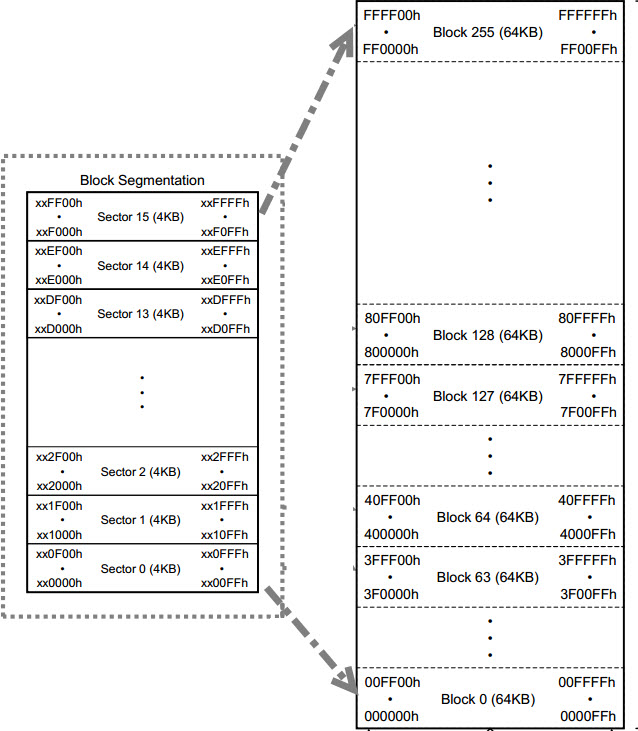 Block Segmentation
xxFF00h xxFFFFh
Sector 15 (4KB)
xxF000h xxF0FFh
xxEF00h xxEFFFh
Sector 14 (4KB)
xxE000h xxE0FFh
xxDF00h xxDFFFh
Sector 13 (4KB)
xxD000h xxD0FFh
xx2F00h xx2FFFh
Sector 2 (4KB)
xx2000h xx20FFh
xx1F00h xx1FFFh
Sector 1 (4KB)
xx1000h xx10FFh
xx0F00h xx0FFFh
Sector 0 (4KB)
xx0000h xx00FFh
FFFF00h FFFFFFh
Block 255 (64KB)
FF0000h FF00FFh
80FF00h 80FFFFh
Block 128 (64KB)
800000h 8000FFh
7FFF00h 7FFFFFh
Block 127 (64KB)
7F0000h 7F00FFh
40FF00h 40FFFFh
Block 64 (64KB)
400000h 4000FFh
3FFF00h 3FFFFFh
Block 63 (64KB)
3F0000h 3F00FFh
00FF00h 00FFFFh
Block 0 (64KB)
000000h 0000FFh